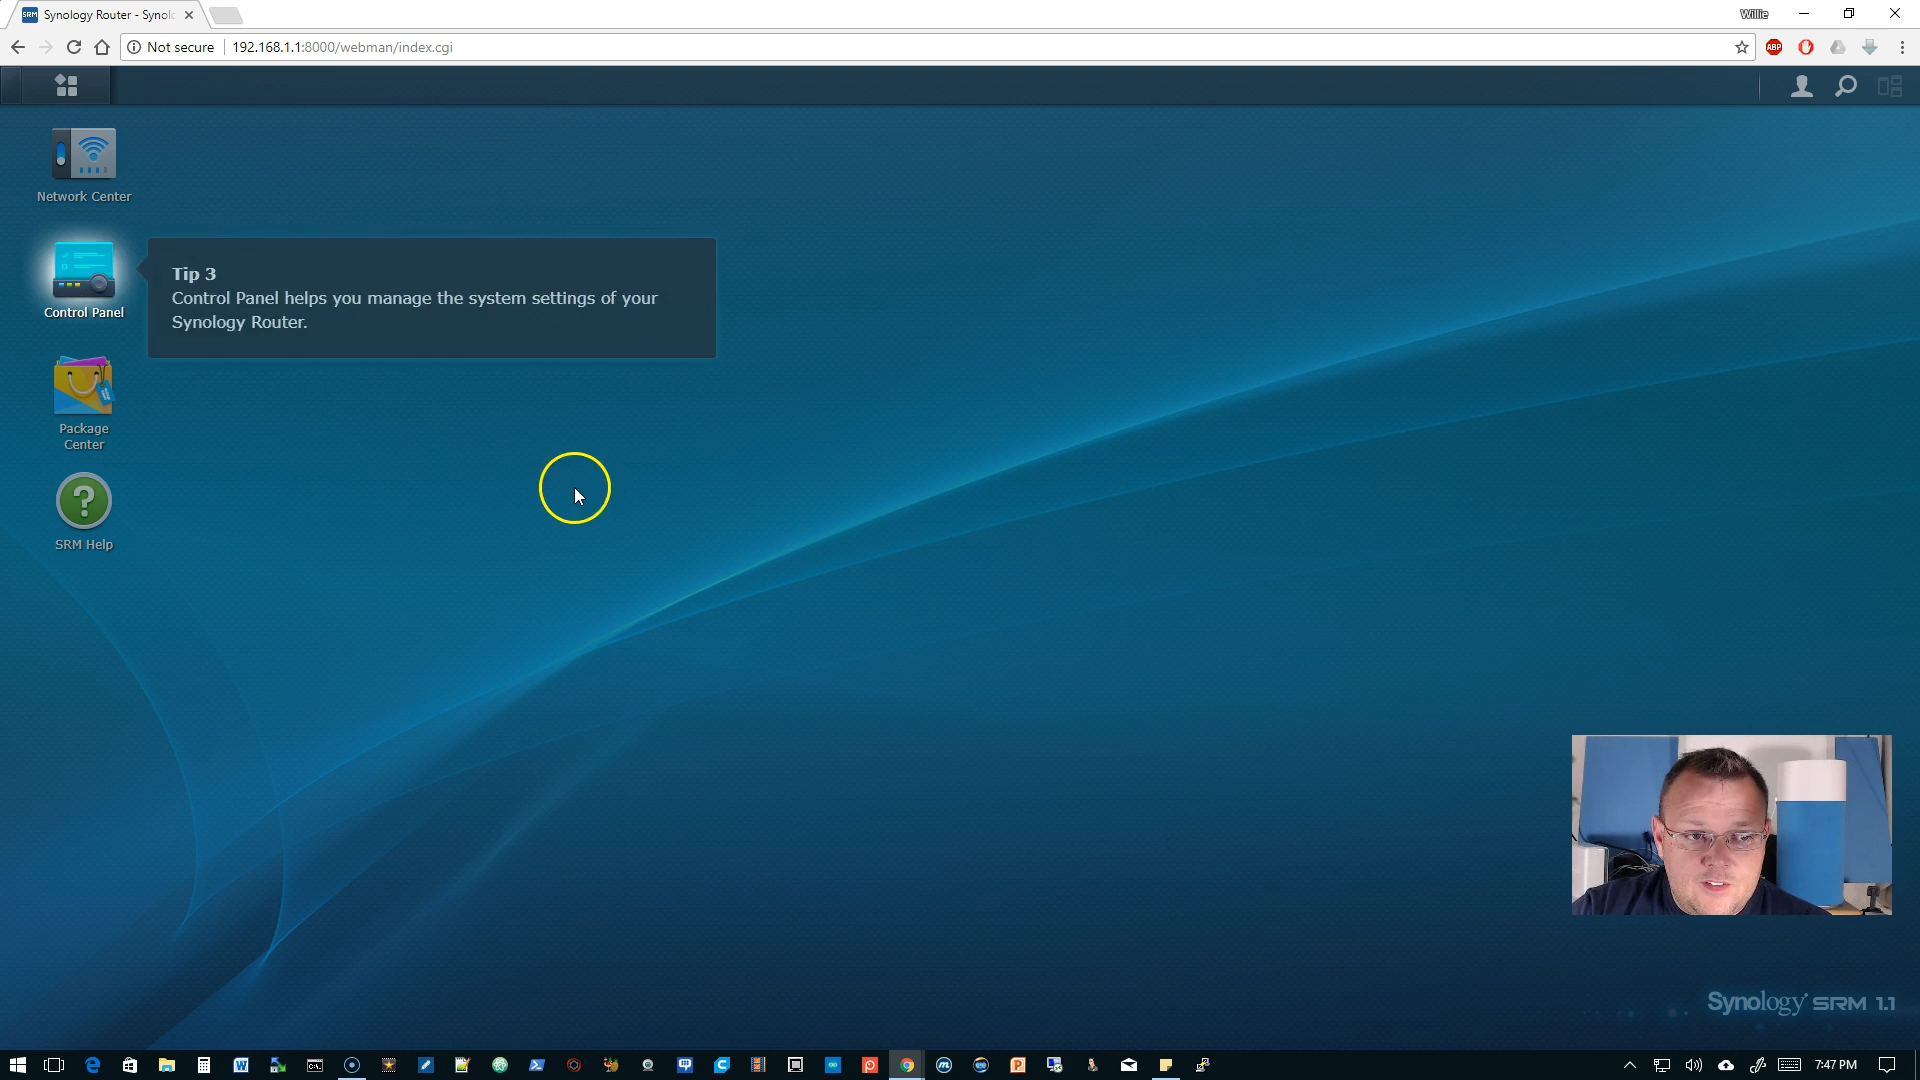 Synology Router - Synol
Willie
Not secure
192.168.1.1:8000/webman/index.cgi
ABP
Network Center
Tip 3
Control Panel helps you manage the system settings of your
Synology Router.
Control Panel
Package
Center
SRM Help
Synology SRM 1.1
7:47 PM